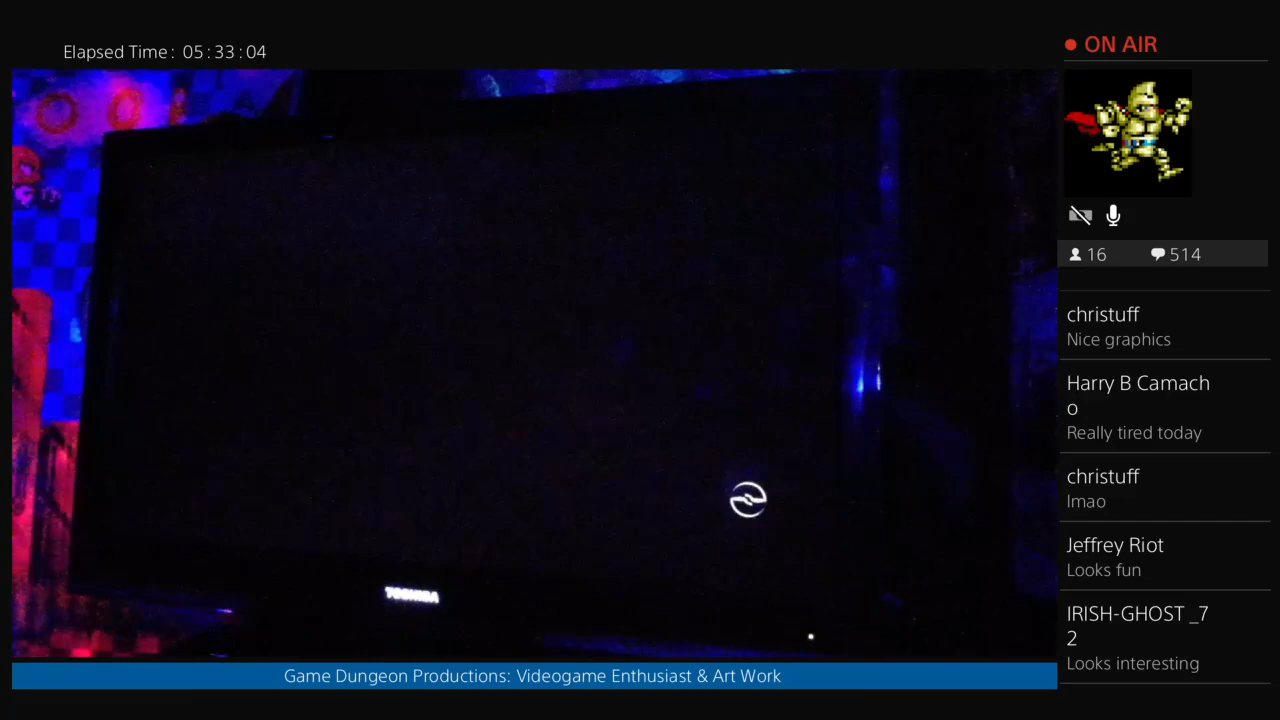 Elapsed Time: 05:33:04
ON AIR
16 514
christuff
Nice graphics
Harry B Camach
o
Really tired today
christuff
lmao
Jeffrey Riot
Looks fun
IRISH-GHOST _7
2
Looks interesting
TOSHIBA
Game Dungeon Productions: Videogame Enthusiast & Art Work